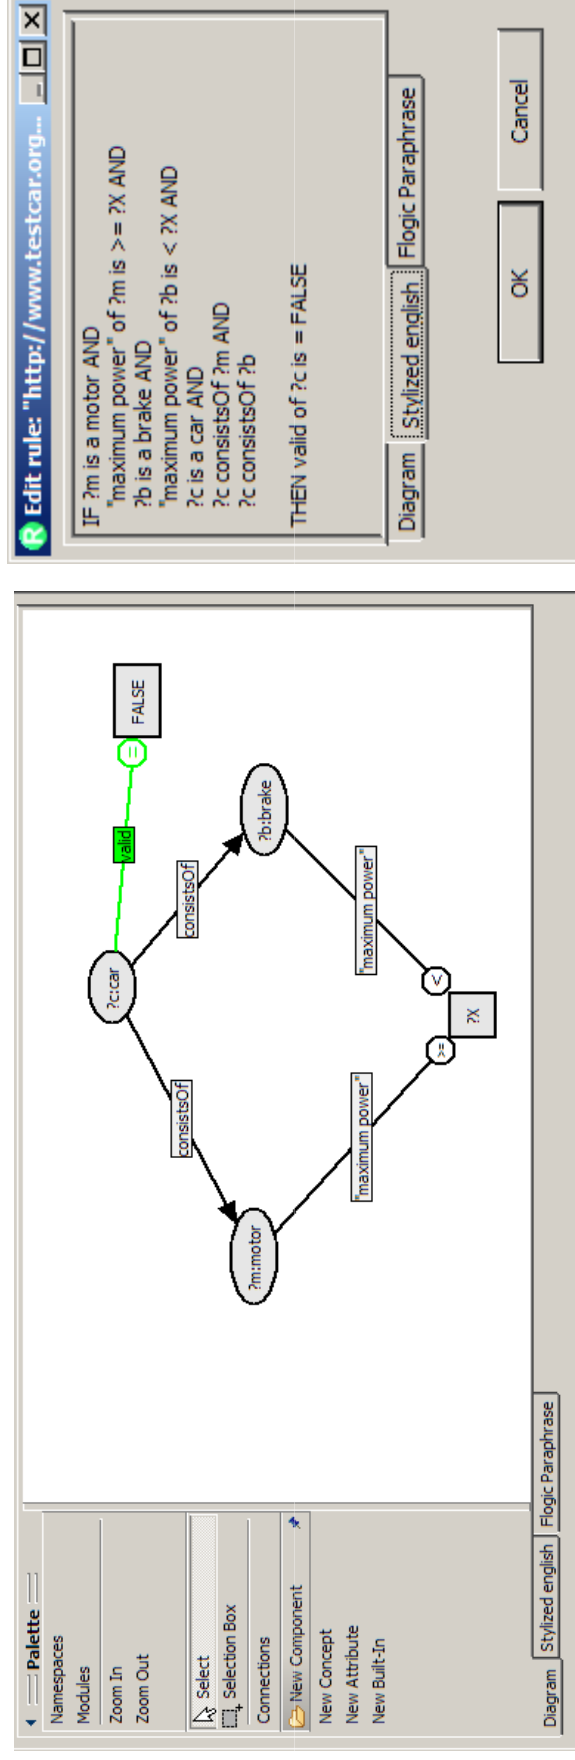 Palette
Namespaces
Modules
Zoom In
Zoom Out
Select
Selection Box
Connections
New Component
New Concept
New Attribute
New Built-In
?c:car
valid
=
FALSE
consistsOf
consistsOf
?m:motor
?b:brake
"maximum power"
"maximum power"
>=
<
?X
Diagram
Stylized english
Flogic Paraphrase
R Edit rule: "http://www.testcar.org...
IF ?m is a motor AND
"maximum power" of ?m is >= ?X AND
?b is a brake AND
"maximum power" of ?b is < ?X AND
?c is a car AND
?c consistsOf ?m AND
?c consistsOf ?b
THEN valid of ?c is = FALSE
Diagram
Stylized english
Flogic Paraphrase
OK
Cancel